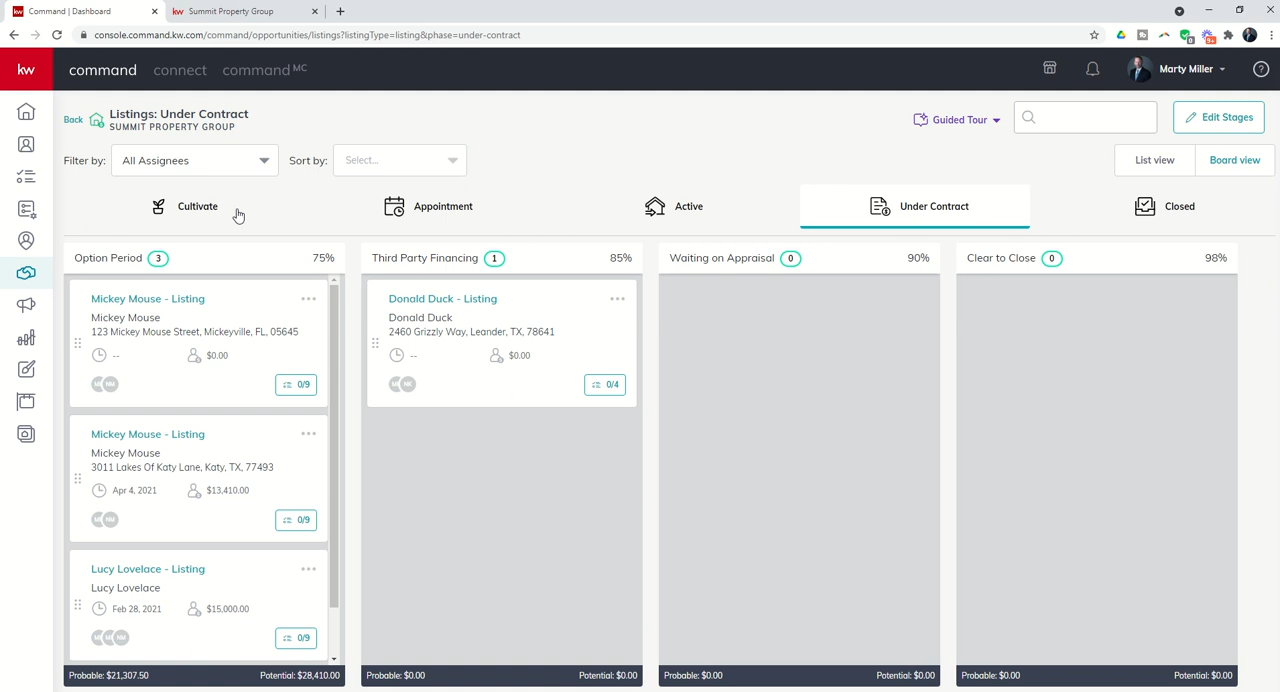 kw Command | Dashboard
kw Summit Property Group
console.command.kw.com/command/opportunities/listings?listingType=listing&phase=under-contract
kw command connect command MC
Marty Miller
Back Listings: Under Contract
SUMMIT PROPERTY GROUP
Guided Tour
Edit Stages
Filter by: All Assignees Sort by: Select...
List view Board view
Cultivate Appointment Active Under Contract Closed
Option Period 3 75%
Mickey Mouse - Listing
Mickey Mouse
123 Mickey Mouse Street, Mickeyville, FL, 05645
-- $0.00
0/9
Mickey Mouse - Listing
Mickey Mouse
3011 Lakes Of Katy Lane, Katy, TX, 77493
Apr 4, 2021 $13,410.00
0/9
Lucy Lovelace - Listing
Lucy Lovelace
Feb 28, 2021 $15,000.00
0/9
Probable: $21,307.50 Potential: $28,410.00
Third Party Financing 1 85%
Donald Duck - Listing
Donald Duck
2460 Grizzly Way, Leander, TX, 78641
-- $0.00
0/4
Probable: $0.00 Potential: $0.00
Waiting on Appraisal 0 90%
Probable: $0.00 Potential: $0.00
Clear to Close 0 98%
Probable: $0.00 Potential: $0.00